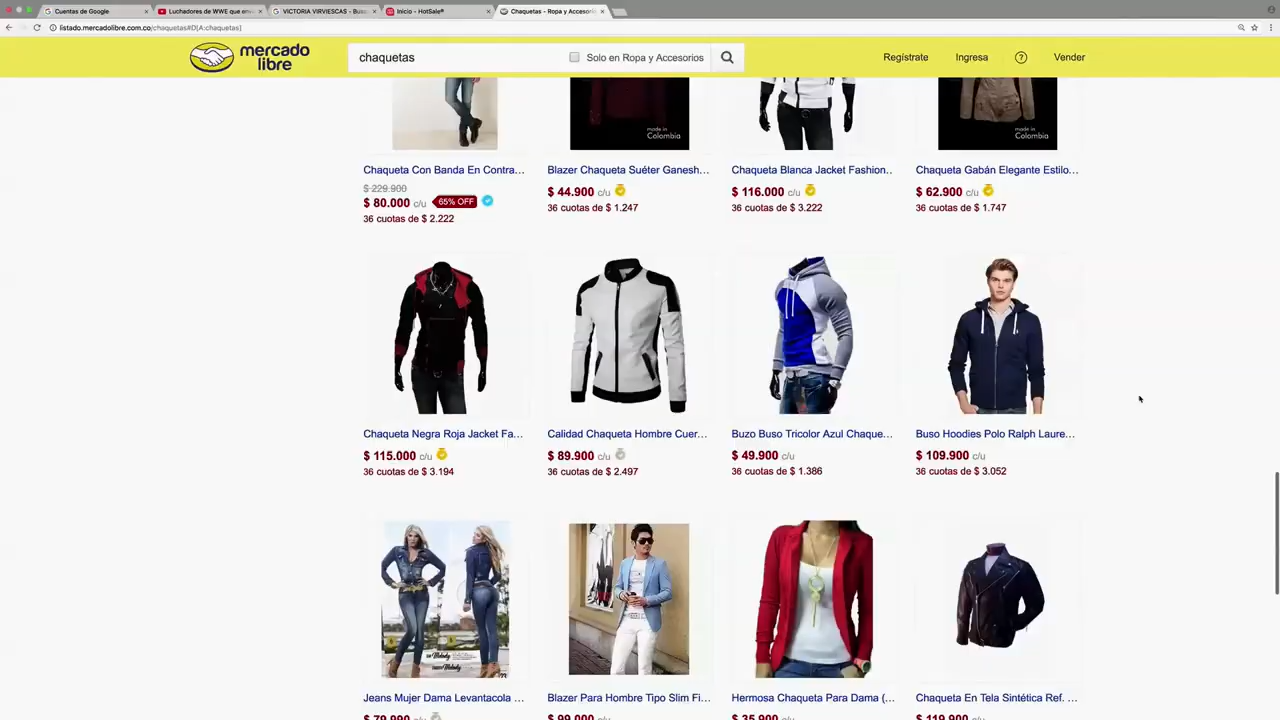 Cuentas de Google
Luchadores de WWE que env
VICTORIA VIRVIESCAS - Busc
Inicio - HotSale®
Chaquetas - Ropa y Accesori
listado.mercadolibre.com.co/chaquetas#D[A:chaquetas]
mercado
libre
chaquetas
Solo en Ropa y Accesorios
Regístrate
Ingresa
?
Vender
made in
Colombia
made in
Colombia
Chaqueta Con Banda En Contra...
Blazer Chaqueta Suéter Ganesh...
Chaqueta Blanca Jacket Fashion..
Chaqueta Gabán Elegante Estilo...
$ 229.900
$ 80.000 c/u 65% OFF
36 cuotas de $ 2.222
$ 44.900 c/u
36 cuotas de $ 1.247
$ 116.000 c/u
36 cuotas de $ 3.222
$ 62.900 c/u
36 cuotas de $ 1.747
Chaqueta Negra Roja Jacket Fa...
Calidad Chaqueta Hombre Cuer...
Buzo Buso Tricolor Azul Chaque...
Buso Hoodies Polo Ralph Laure...
$ 115.000 c/u
36 cuotas de $ 3.194
$ 89.900 c/u
36 cuotas de $ 2.497
$ 49.900 c/u
36 cuotas de $ 1.386
$ 109.900 c/u
36 cuotas de $ 3.052
Jeans Mujer Dama Levantacola ...
Blazer Para Hombre Tipo Slim Fi...
Hermosa Chaqueta Para Dama (...
Chaqueta En Tela Sintética Ref. ...
$ 79.990 c/u
$ 99.000 c/u
$ 35.900 c/u
$ 119.900 c/u